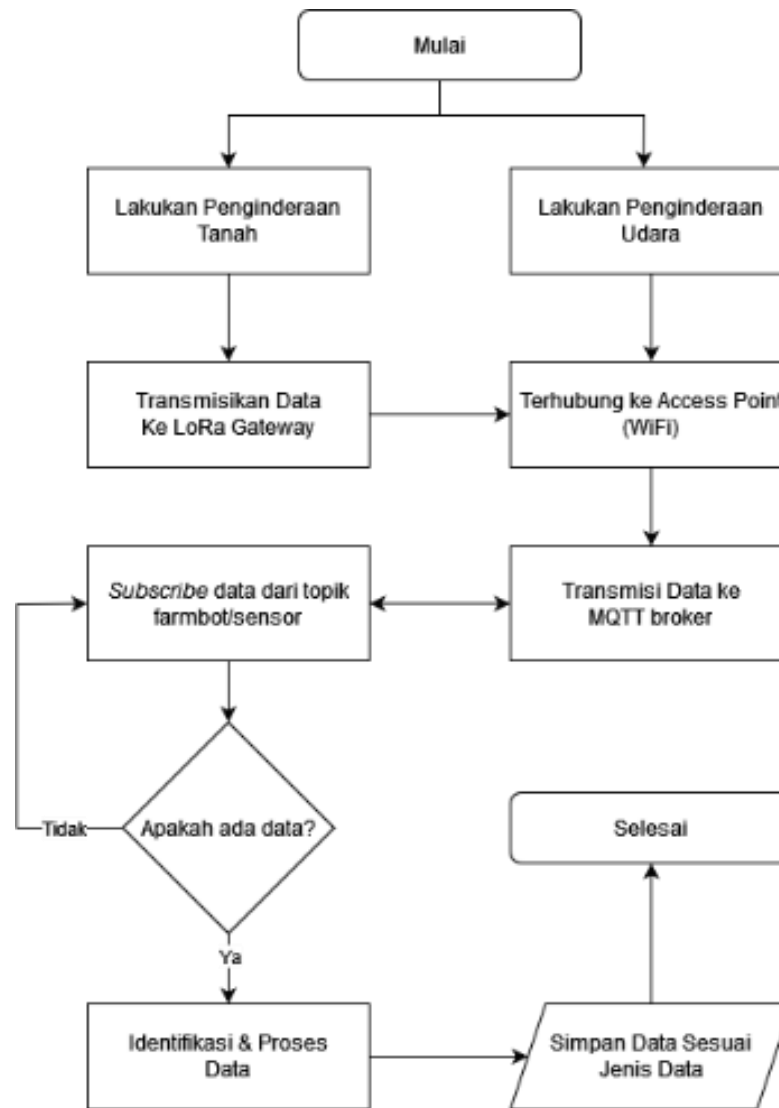 Mulai
Lakukan Penginderaan
Tanah
Lakukan Penginderaan
Udara
Transmisikan Data
Ke LoRa Gateway
Terhubung ke Access Point
(WiFi)
Subscribe data dari topik
farmbot/sensor
Transmisi Data ke
MQTT broker
Apakah ada data?
Tidak
Ya
Selesai
Identifikasi & Proses
Data
Simpan Data Sesuai
Jenis Data